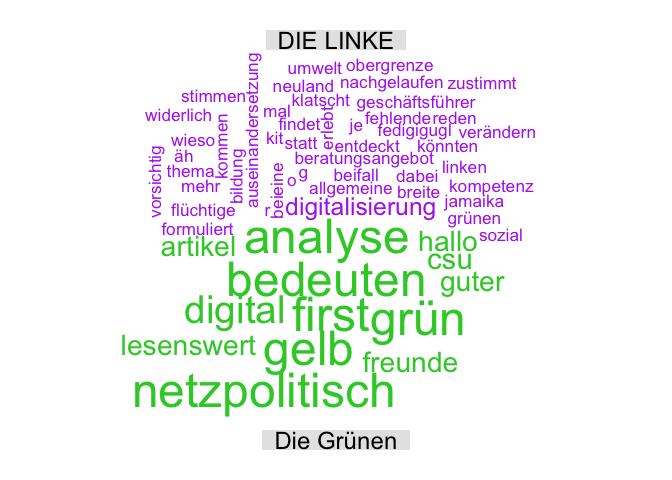 DIE LINKE
umwelt obergrenze
neuland nachgelaufen zustimmt
stimmen klatscht geschäftsführer
widerlich mal fehlende reden
auseinandersetzung
findet erlebt je fedigigugl verändern
wieso kommen kit statt entdeckt könnten
vorsichtig äh bildung beratungsangebot
thema g beifall dabei linken
mehr o allgemeine breite kompetenz
beieine jamaika
flüchtige r digitalisierung grünen
formuliert sozial
artikel analyse hallo
csu
bedeuten guter
digital first grün
lesenswert gelb freunde
netzpolitisch
Die Grünen